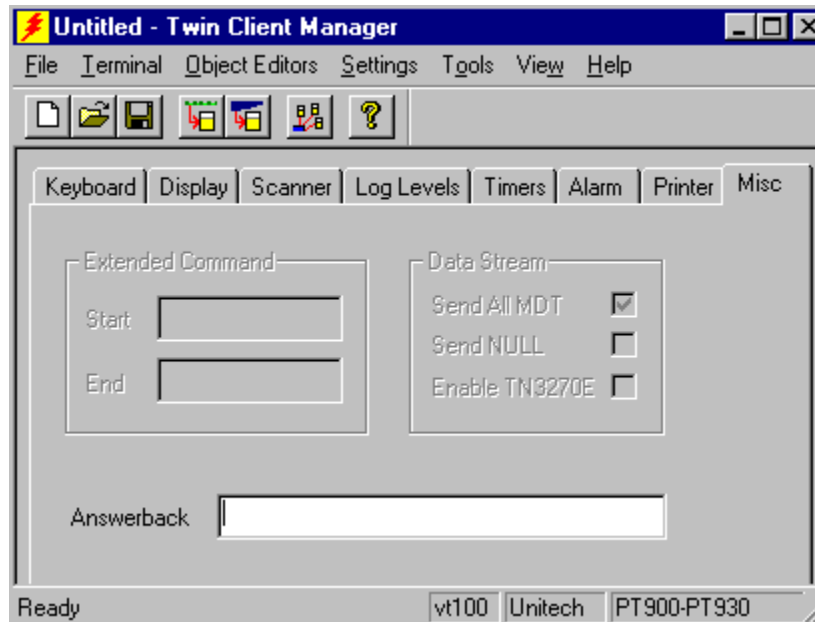 Untitled - Twin Client Manager
File Terminal Object Editors Settings Tools View Help
Keyboard Display Scanner Log Levels Timers Alarm Printer Misc
Extended Command
Start
End
Data Stream
Send All MDT
Send NULL
Enable TN3270E
Answerback
Ready vt100 Unitech PT900-PT930